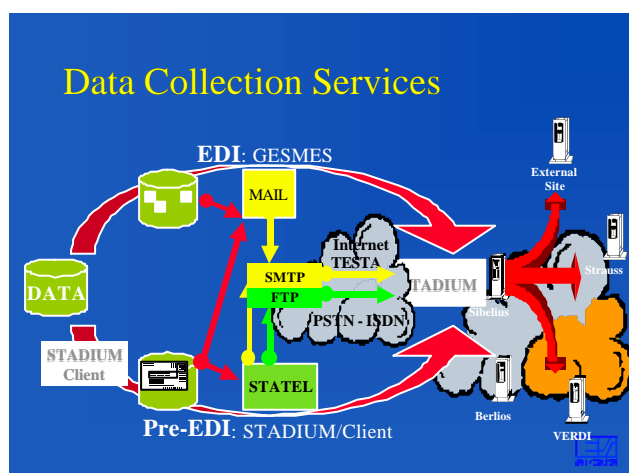 Data Collection Services
EDI: GESMES
MAIL
External
Site
Internet
TESTA
Strauss
DATA
SMTP
FTP
TADIUM
Sibelius
PSTN - ISDN
STADIUM
Client
STATEL
Berlios
VERDI
Pre-EDI: STADIUM/Client